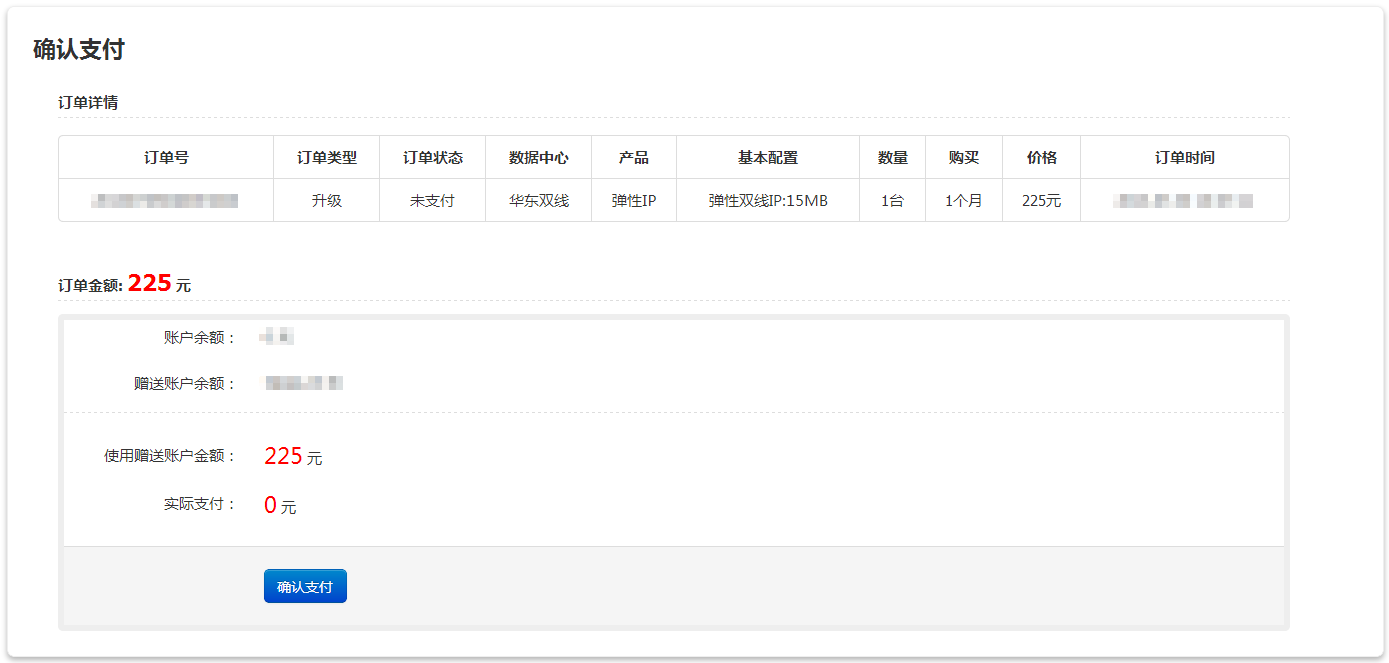 确认支付
订单详情
订单号 订单类型 订单状态 数据中心 产品 基本配置 数量 购买 价格 订单时间
升级 未支付 华东双线 弹性IP 弹性双线IP:15MB 1台 1个月 225元
订单金额: 225 元
账户余额：
赠送账户余额：
使用赠送账户金额： 225 元
实际支付： 0 元
确认支付